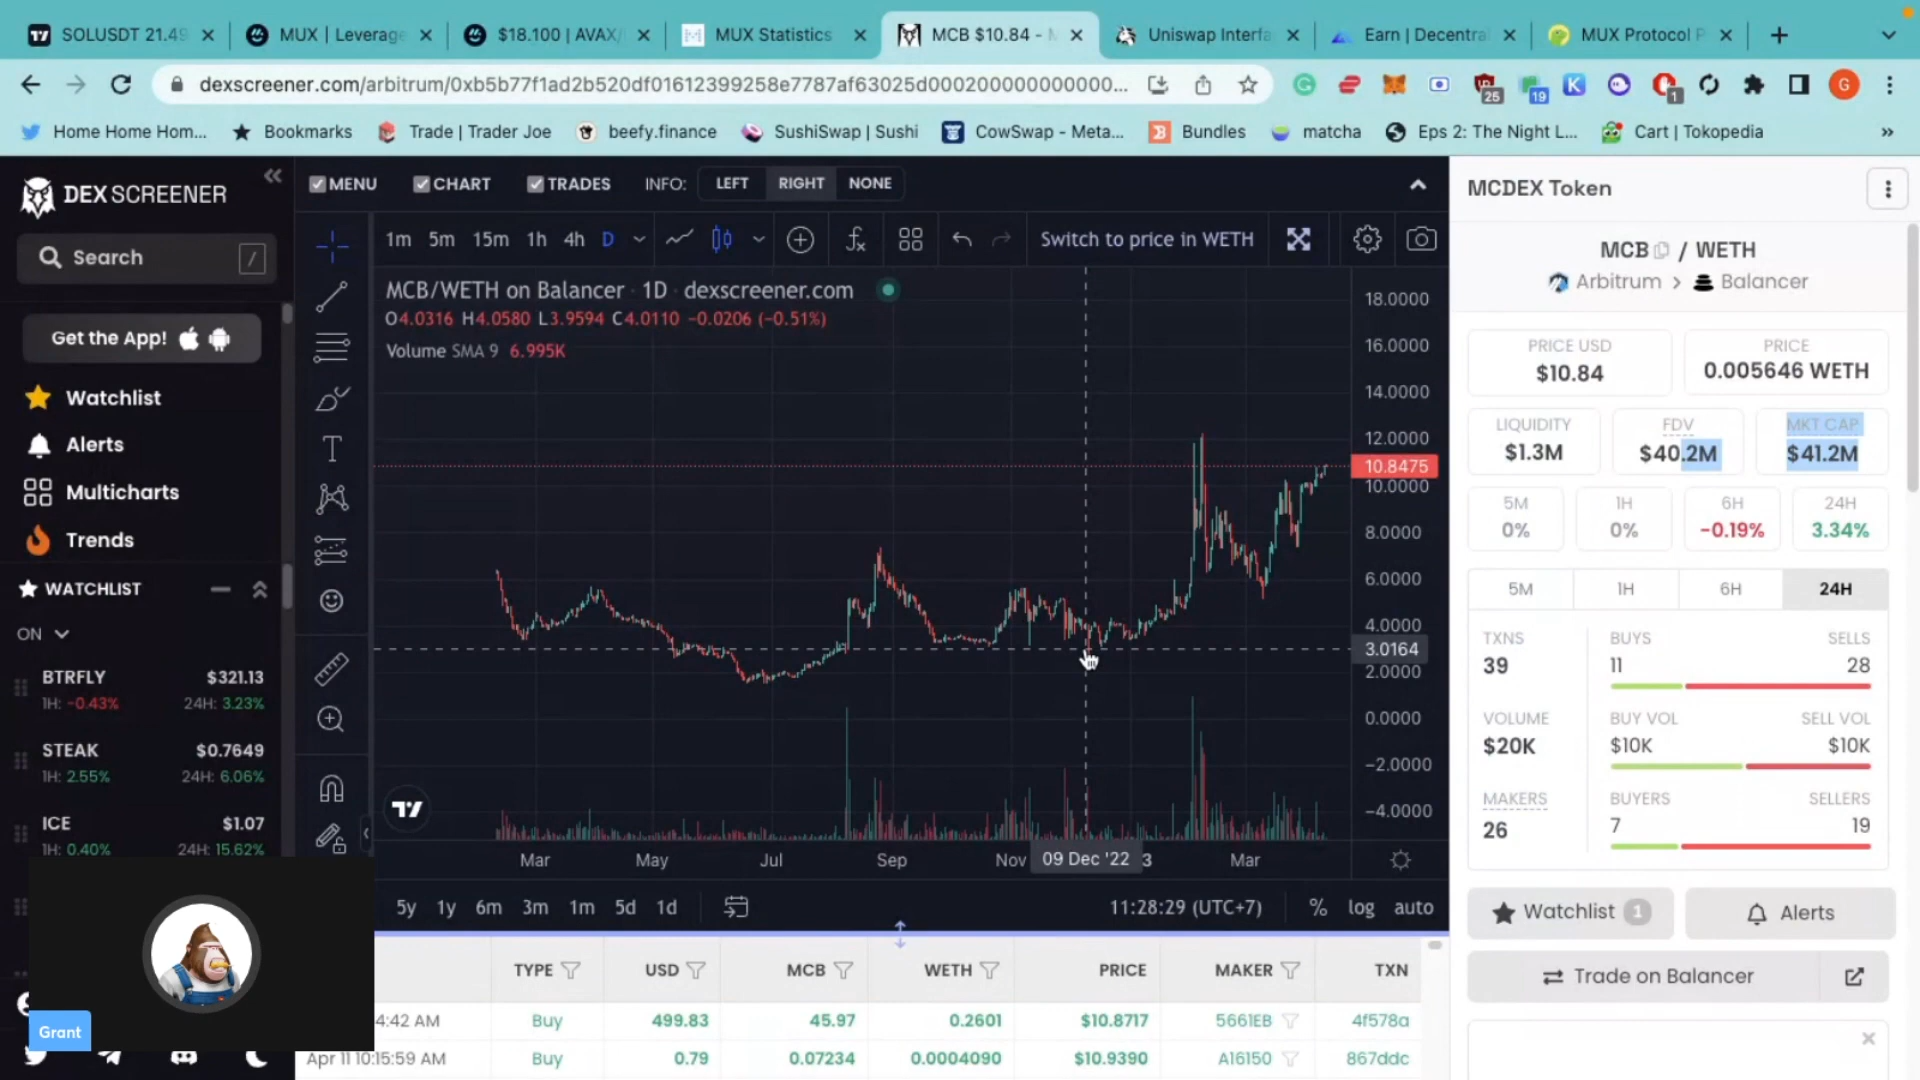 SOLUSDT 21.49
MUX | Leverage
$18.100 | AVAX/
MUX Statistics
MCB $10.84 - M
Uniswap Interfa
Earn | Decentral
MUX Protocol P
dexscreener.com/arbitrum/0xb5b77f1ad2b520df01612399258e7787af63025d000200000000000...
25
19
K
1
G
Home Home Hom...
Bookmarks
Trade | Trader Joe
beefy.finance
SushiSwap | Sushi
CowSwap - Meta...
Bundles
matcha
Eps 2: The Night L...
Cart | Tokopedia
»
DEX SCREENER
MENU
CHART
TRADES
INFO:
LEFT
RIGHT
NONE
MCDEX Token
Search
/
1m 5m 15m 1h 4h D
Switch to price in WETH
MCB / WETH
Arbitrum > Balancer
Get the App!
Watchlist
Alerts
Multicharts
Trends
WATCHLIST
ON
BTRFLY $321.13
1H: -0.43% 24H: 3.23%
STEAK $0.7649
1H: 2.55% 24H: 6.06%
ICE $1.07
1H: 0.40% 24H: 15.62%
Grant
MCB/WETH on Balancer · 1D · dexscreener.com
O4.0316 H4.0580 L3.9594 C4.0110 −0.0206 (−0.51%)
Volume SMA 9 6.995K
18.0000
16.0000
14.0000
12.0000
10.8475
10.0000
8.0000
6.0000
4.0000
3.0164
2.0000
0.0000
−2.0000
−4.0000
Mar May Jul Sep Nov 09 Dec '22 3 Mar
5y 1y 6m 3m 1m 5d 1d
11:28:29 (UTC+7)
% log auto
TYPE USD MCB WETH PRICE MAKER TXN
4:42 AM Buy 499.83 45.97 0.2601 $10.8717 5661EB 4f578a
Apr 11 10:15:59 AM Buy 0.79 0.07234 0.0004090 $10.9390 A16150 867ddc
PRICE USD
$10.84
PRICE
0.005646 WETH
LIQUIDITY
$1.3M
FDV
$40.2M
MKT CAP
$41.2M
5M
0%
1H
0%
6H
-0.19%
24H
3.34%
5M 1H 6H 24H
TXNS
39
BUYS
11
SELLS
28
VOLUME
$20K
BUY VOL
$10K
SELL VOL
$10K
MAKERS
26
BUYERS
7
SELLERS
19
Watchlist 1
Alerts
Trade on Balancer